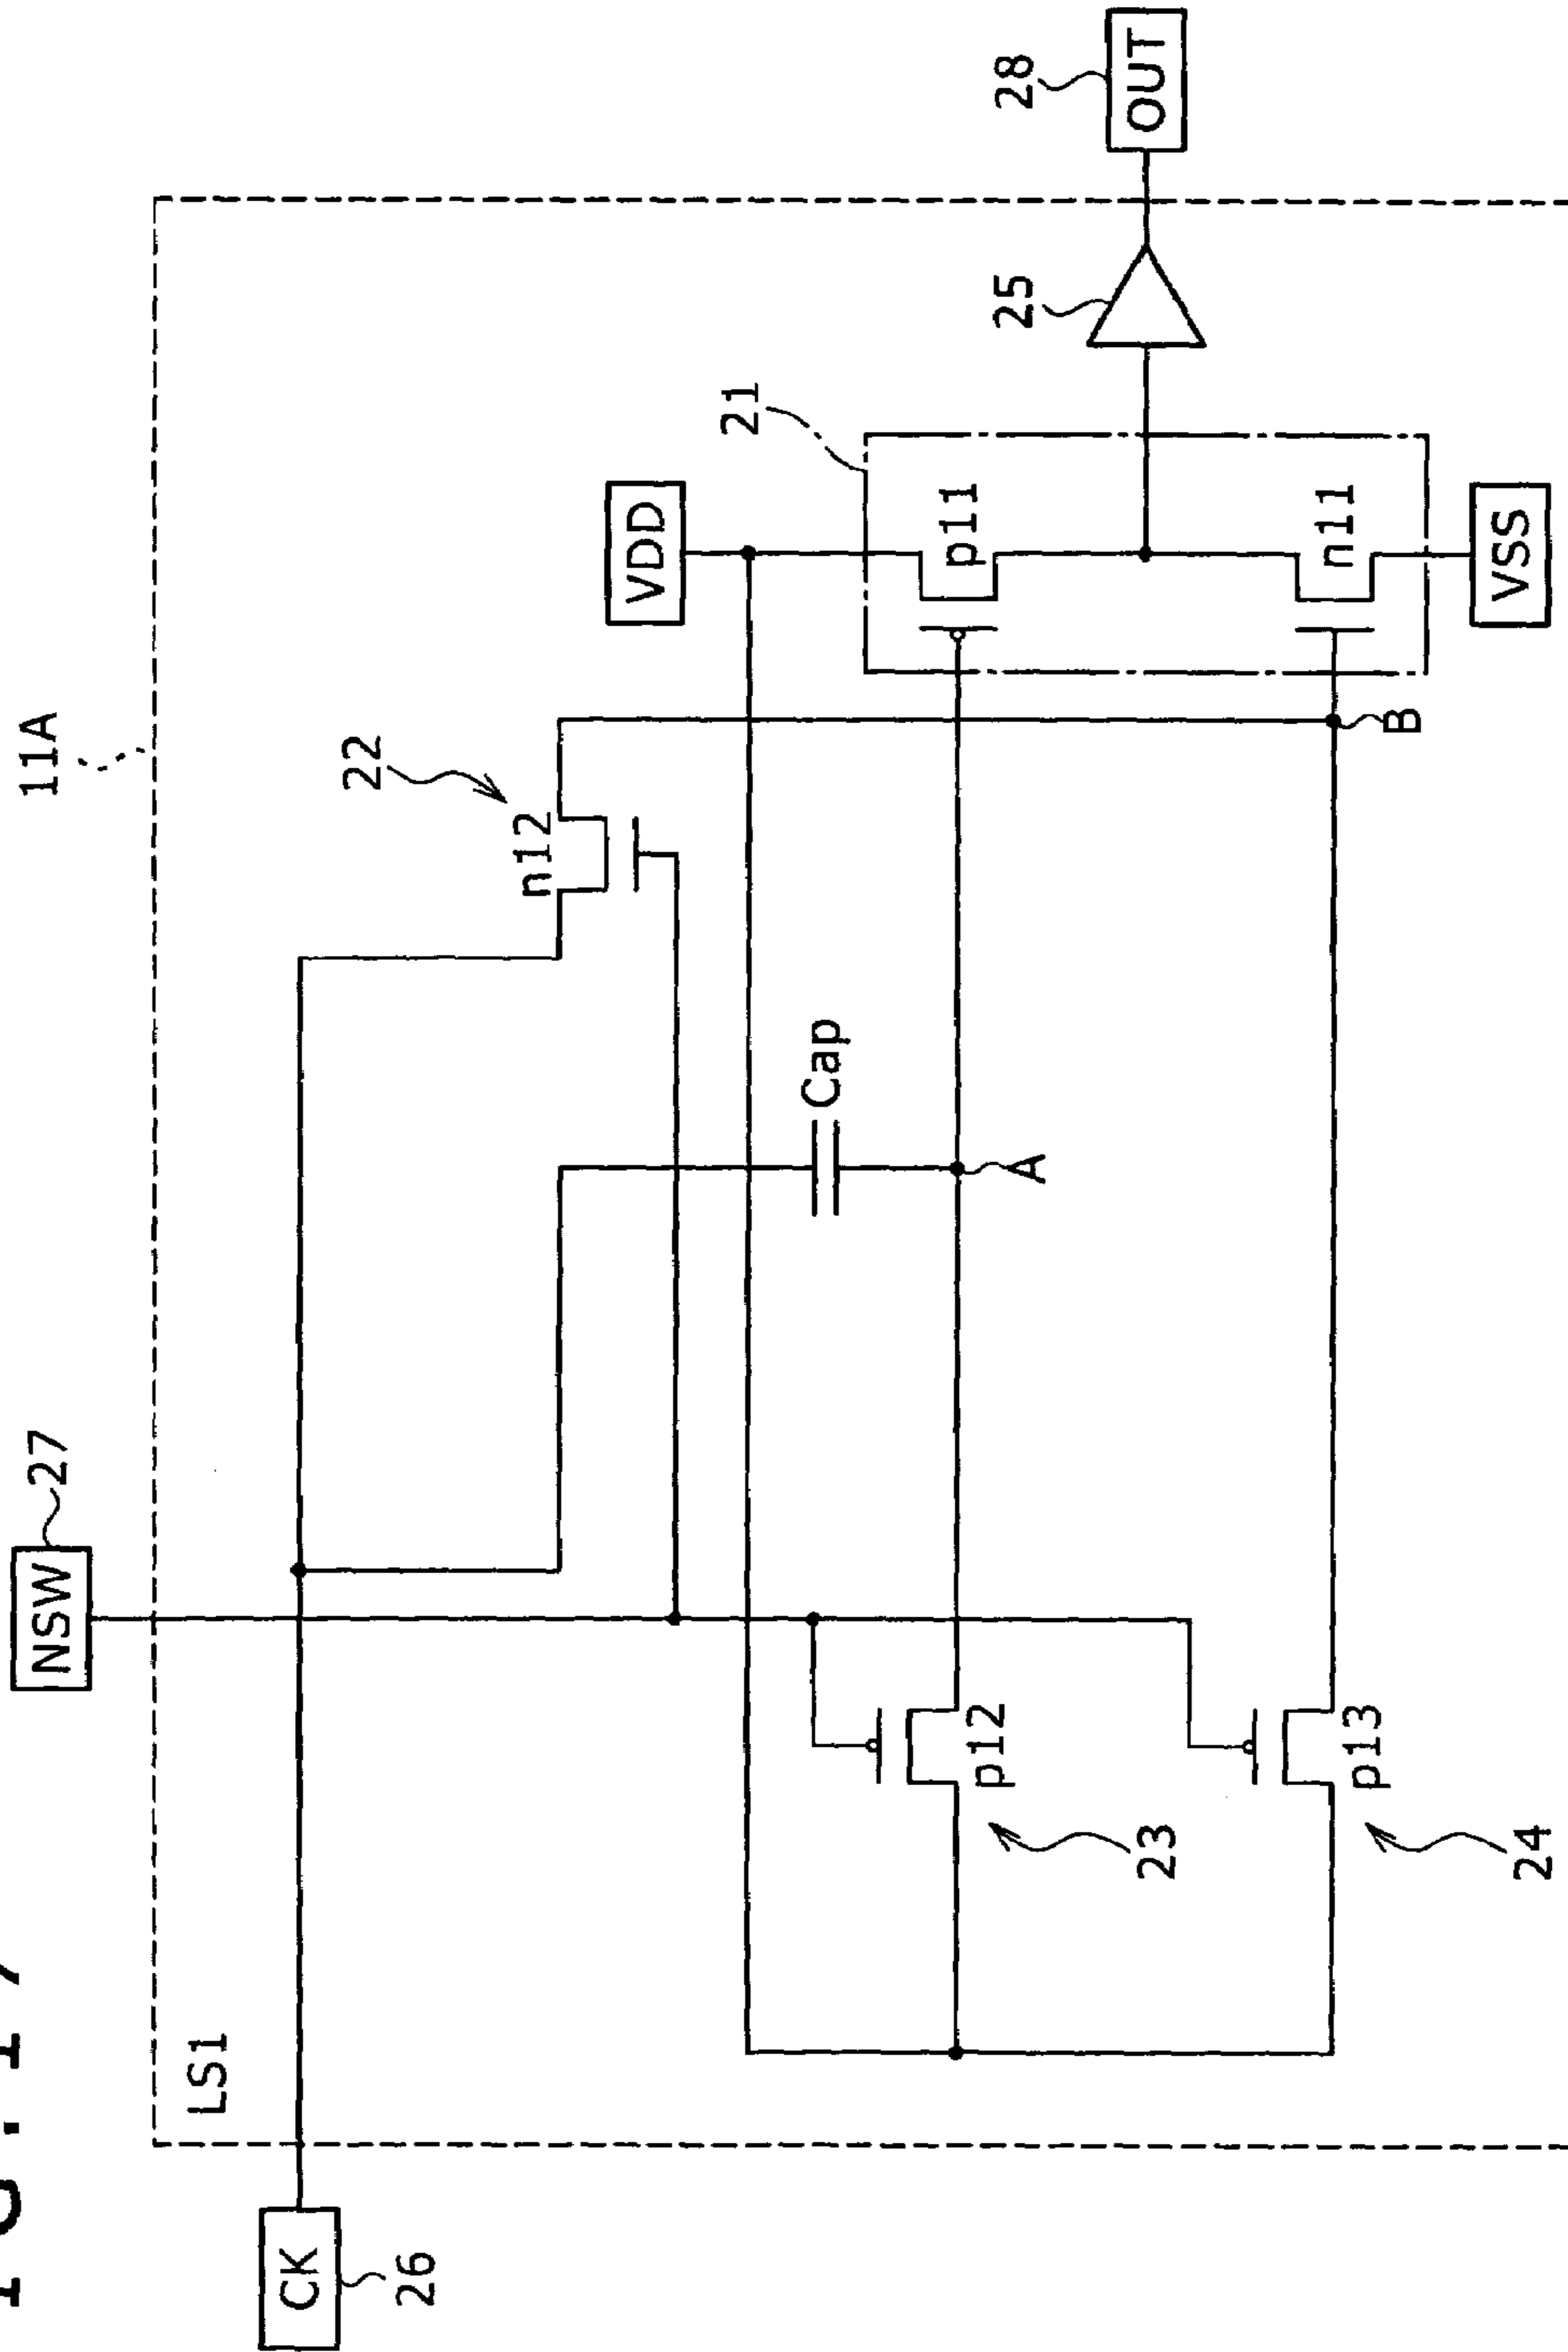 11A
NSW
27
LS1
CK
26
22
n12
VDD
21
Cap
p11
25
28
OUT
A
p12
23
n11
B
p13
24
VSS